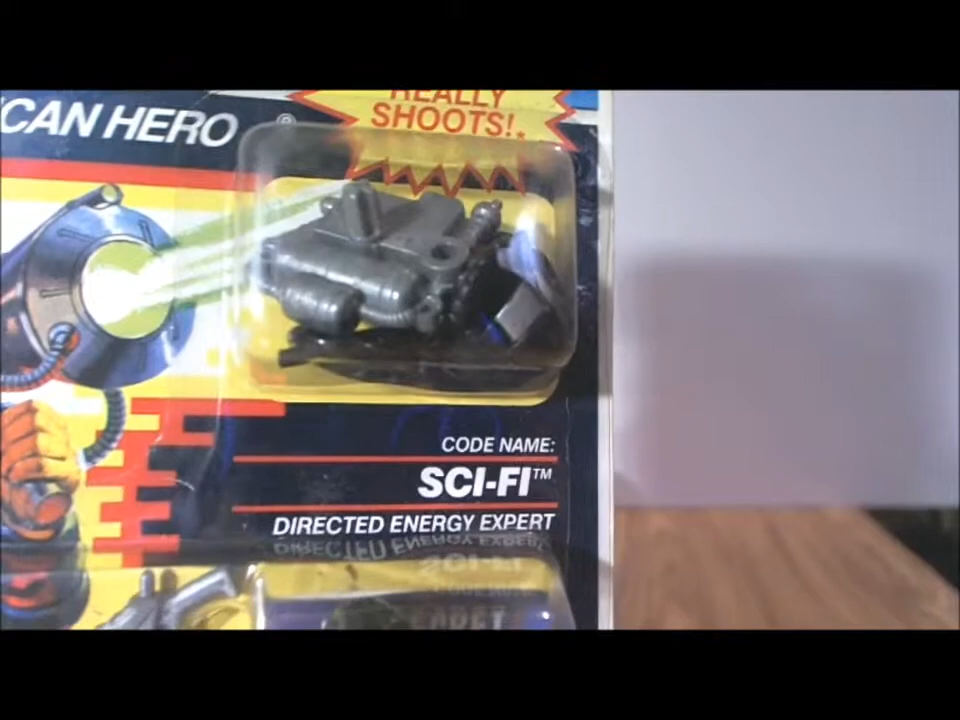 CAN HERO®
REALLY
SHOOTS!
CODE NAME:
SCI-FI™
DIRECTED ENERGY EXPERT